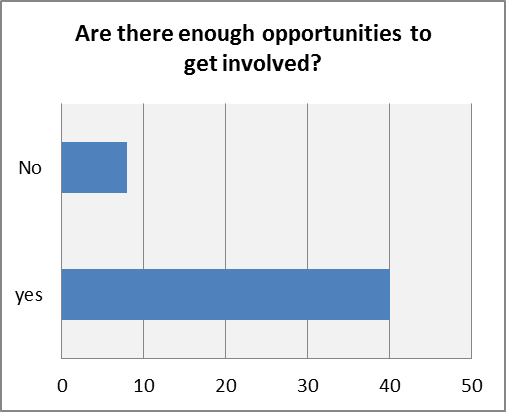 Are there enough opportunities to
get involved?
No
yes
0 10 20 30 40 50